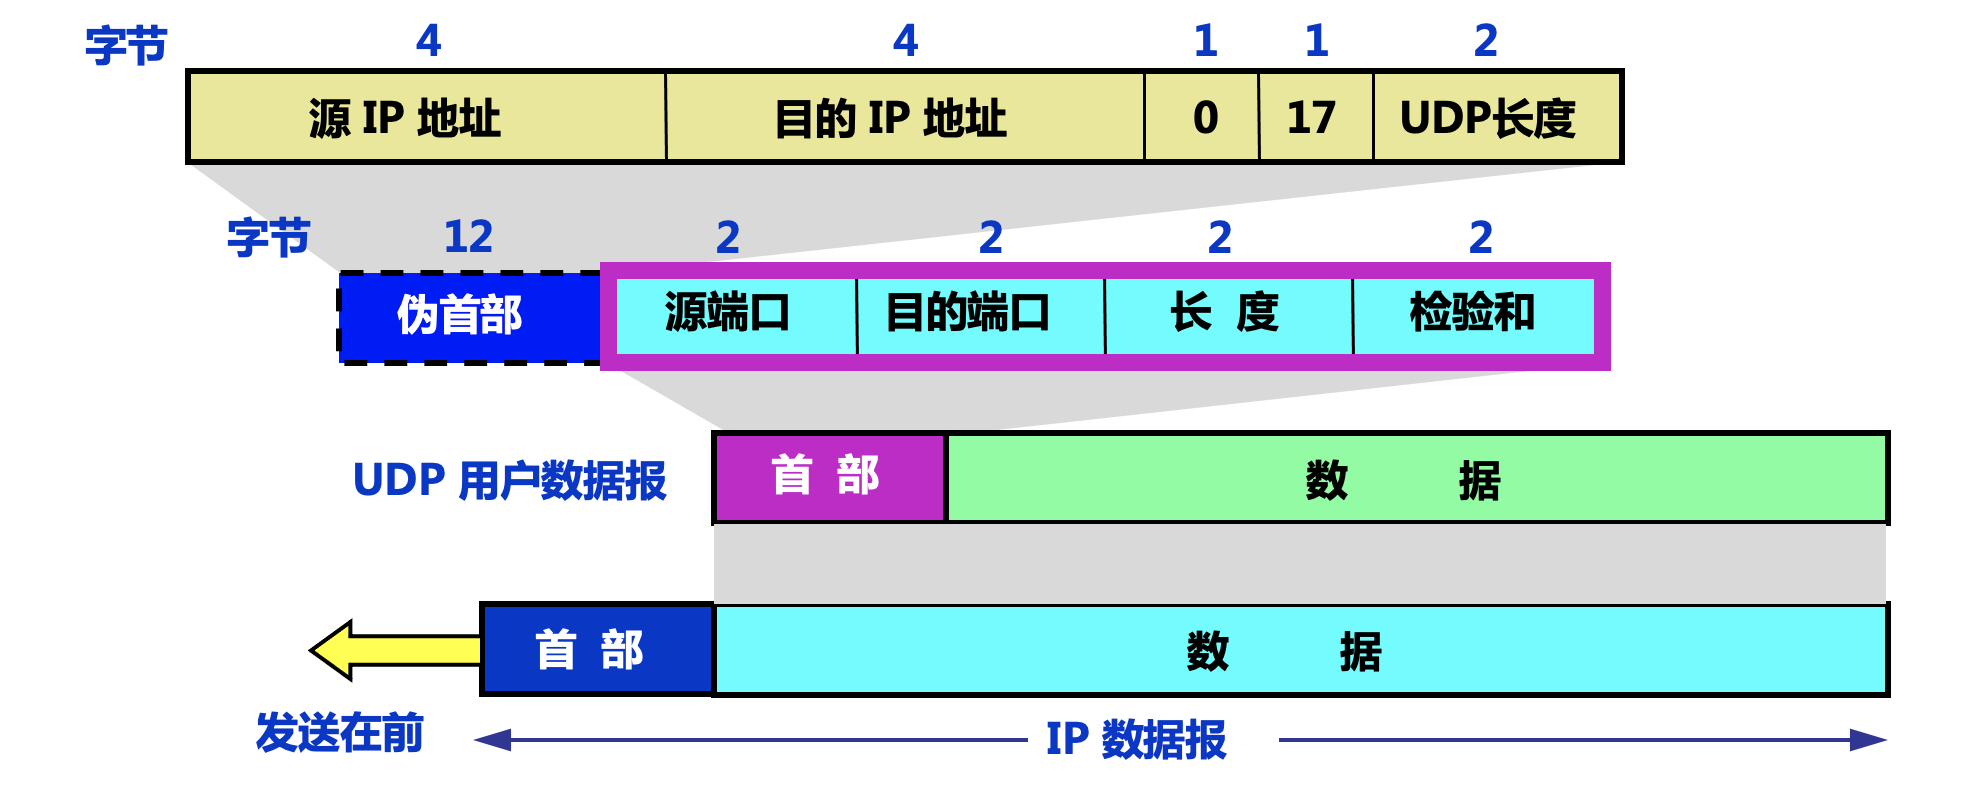 字节 4 4 1 1 2
源 IP 地址 目的 IP 地址 0 17 UDP长度
字节 12 2 2 2 2
伪首部 源端口 目的端口 长 度 检验和
UDP 用户数据报 首 部 数 据
首 部 数 据
发送在前 IP 数据报